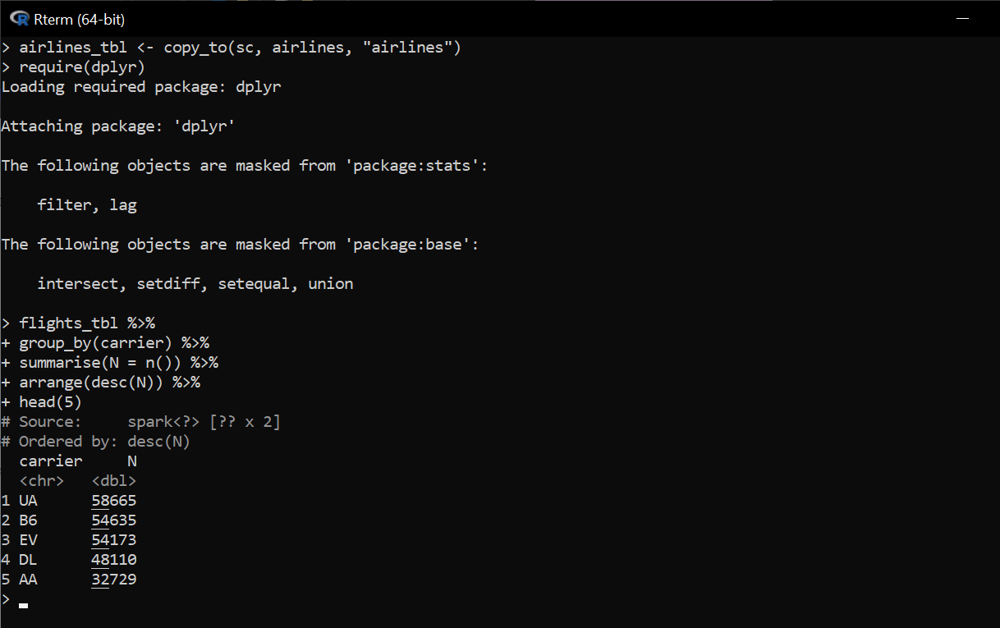 Rterm (64-bit)
> airlines_tbl <- copy_to(sc, airlines, "airlines")
> require(dplyr)
Loading required package: dplyr

Attaching package: 'dplyr'

The following objects are masked from 'package:stats':

    filter, lag

The following objects are masked from 'package:base':

    intersect, setdiff, setequal, union

> flights_tbl %>%
+ group_by(carrier) %>%
+ summarise(N = n()) %>%
+ arrange(desc(N)) %>%
+ head(5)
# Source:     spark<?> [?? x 2]
# Ordered by: desc(N)
  carrier     N
  <chr>   <dbl>
1 UA      58665
2 B6      54635
3 EV      54173
4 DL      48110
5 AA      32729
>